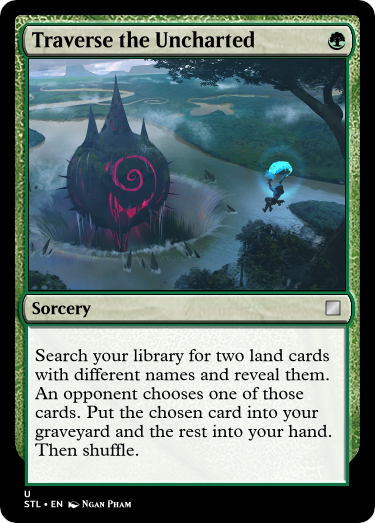 Traverse the Uncharted
Sorcery
Search your library for two land cards
with different names and reveal them.
An opponent chooses one of those
cards. Put the chosen card into your
graveyard and the rest into your hand.
Then shuffle.
U
STL • EN Ngan Pham